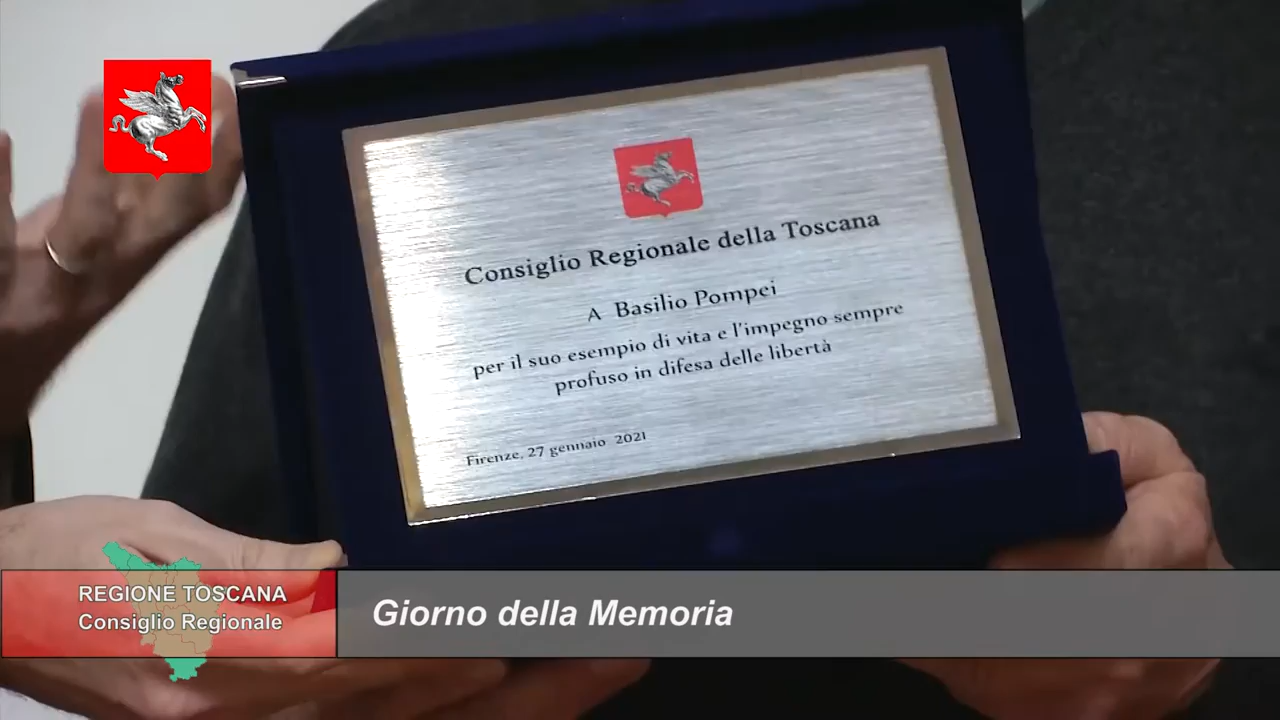 Consiglio Regionale della Toscana
A Basilio Pompei
per il suo esempio di vita e l'impegno sempre
profuso in difesa delle libertà
Firenze, 27 gennaio 2021
REGIONE TOSCANA
Consiglio Regionale
Giorno della Memoria